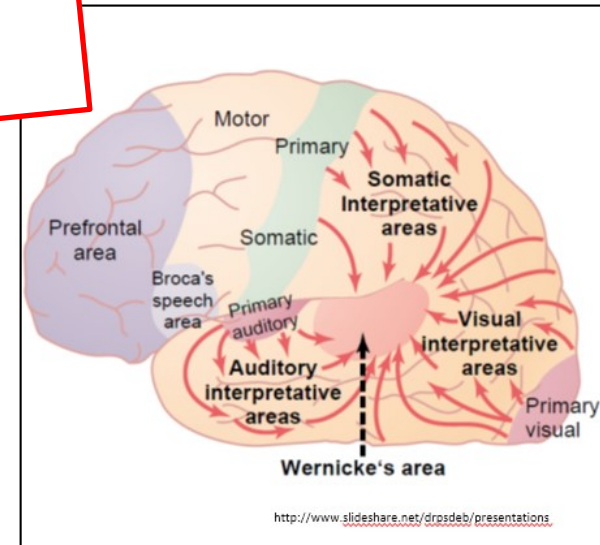 Motor
Primary
Somatic
Interpretative
areas
Prefrontal
area
Somatic
Broca's
speech
area
Primary
auditory
Visual
interpretative
areas
Auditory
interpretative
areas
Primary
visual
Wernicke's area
http://www.slideshare.net/drpsdeb/presentations